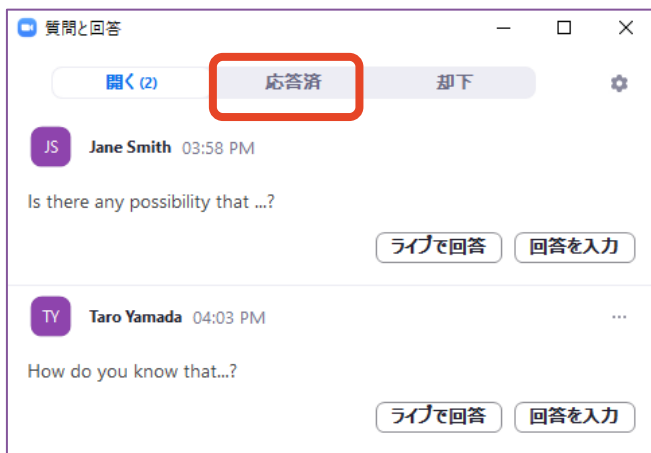 質問と回答
開く (2) 応答済 却下
JS Jane Smith 03:58 PM
Is there any possibility that ...?
ライブで回答 回答を入力
TY Taro Yamada 04:03 PM ...
How do you know that...?
ライブで回答 回答を入力